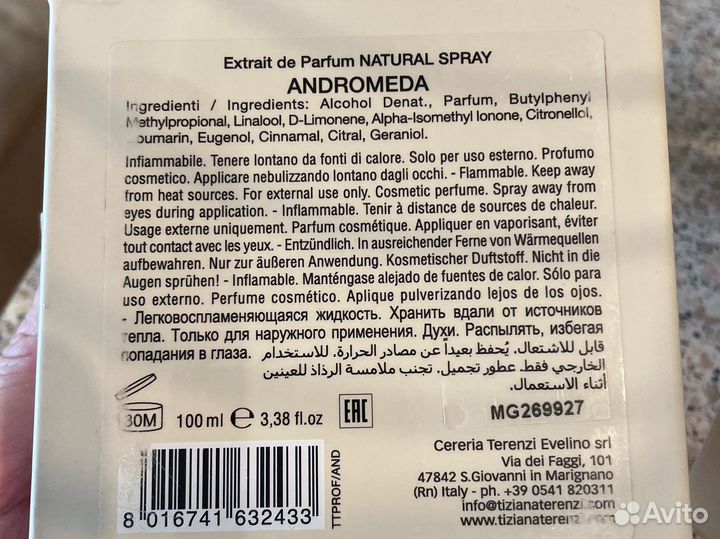 Extrait de Parfum NATURAL SPRAY
ANDROMEDA
Ingredienti / Ingredients: Alcohol Denat., Parfum, Butylphenyl
Methylpropional, Linalool, D-Limonene, Alpha-Isomethyl Ionone, Citronellol,
Coumarin, Eugenol, Cinnamal, Citral, Geraniol.
Infiammabile. Tenere lontano da fonti di calore. Solo per uso esterno. Profumo
cosmetico. Applicare nebulizzando lontano dagli occhi. - Flammable. Keep away
from heat sources. For external use only. Cosmetic perfume. Spray away from
eyes during application. - Inflammable. Tenir à distance de sources de chaleur.
Usage externe uniquement. Parfum cosmétique. Appliquer en vaporisant, éviter
tout contact avec les yeux. - Entzündlich. In ausreichender Ferne von Wärmequellen
aufbewahren. Nur zur äußeren Anwendung. Kosmetischer Duftstoff. Nicht in die
Augen sprühen! - Inflamable. Manténgase alejado de fuentes de calor. Sólo para
uso externo. Perfume cosmético. Aplique pulverizando lejos de los ojos.
- Легковоспламеняющаяся жидкость. Хранить вдали от источников
тепла. Только для наружного применения. Духи. Распылять, избегая
попадания в глаза.
قابل للاشتعال. يُحفظ بعيداً عن مصادر الحرارة. للاستخدام
الخارجي فقط. عطور تجميل. تجنب ملامسة الرذاذ للعينين
أثناء الاستعمال.
30M
100 ml e 3,38 fl.oz
EAC
MG269927
TTPROF/AND
8 016741 632433
Cereria Terenzi Evelino srl
Via dei Faggi, 101
47842 S.Giovanni in Marignano
(Rn) Italy - ph. +39 0541 820311
info@tizianaterenzi.com
www.tizianaterenzi.com
Avito